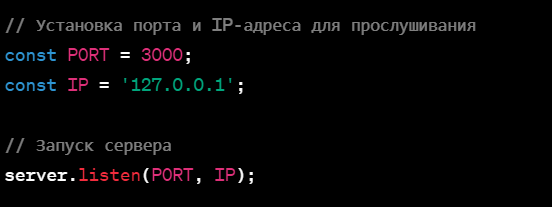 // Установка порта и IP-адреса для прослушивания
const PORT = 3000;
const IP = '127.0.0.1';
// Запуск сервера
server.listen(PORT, IP);